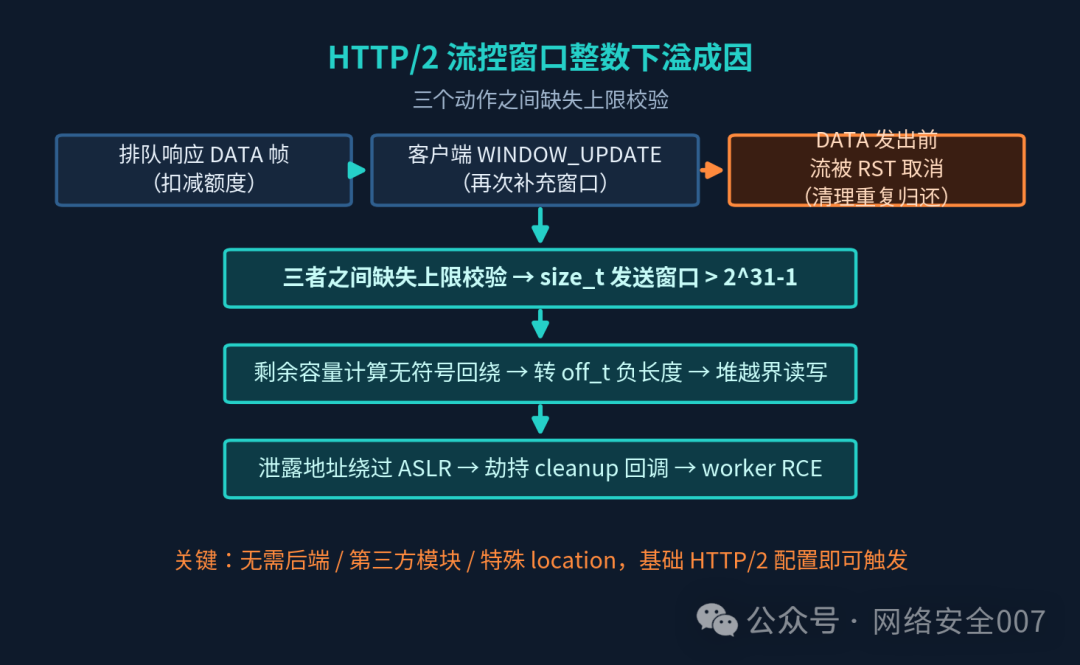 HTTP/2 流控窗口整数下溢成因
三个动作之间缺失上限校验
排队响应 DATA 帧
（扣减额度）
客户端 WINDOW_UPDATE
（再次补充窗口）
DATA 发出前
流被 RST 取消
（清理重复归还）
三者之间缺失上限校验 → size_t 发送窗口 > 2^31-1
剩余容量计算无符号回绕 → 转 off_t 负长度 → 堆越界读写
泄露地址绕过 ASLR → 劫持 cleanup 回调 → worker RCE
关键：无需后端 / 第三方模块 / 特殊 location，基础 HTTP/2 配置即可触发
公众号 · 网络安全007